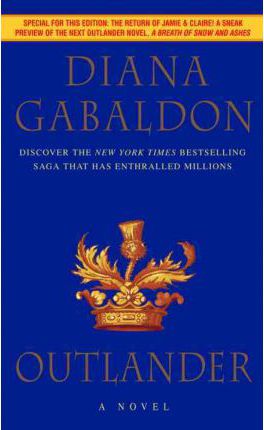 SPECIAL FOR THIS EDITION: THE RETURN OF JAMIE & CLAIRE! A SNEAK
PREVIEW OF THE NEXT OUTLANDER NOVEL, A BREATH OF SNOW AND ASHES
DIANA
GABALDON
DISCOVER THE NEW YORK TIMES BESTSELLING
SAGA THAT HAS ENTHRALLED MILLIONS
OUTLANDER
A NOVEL